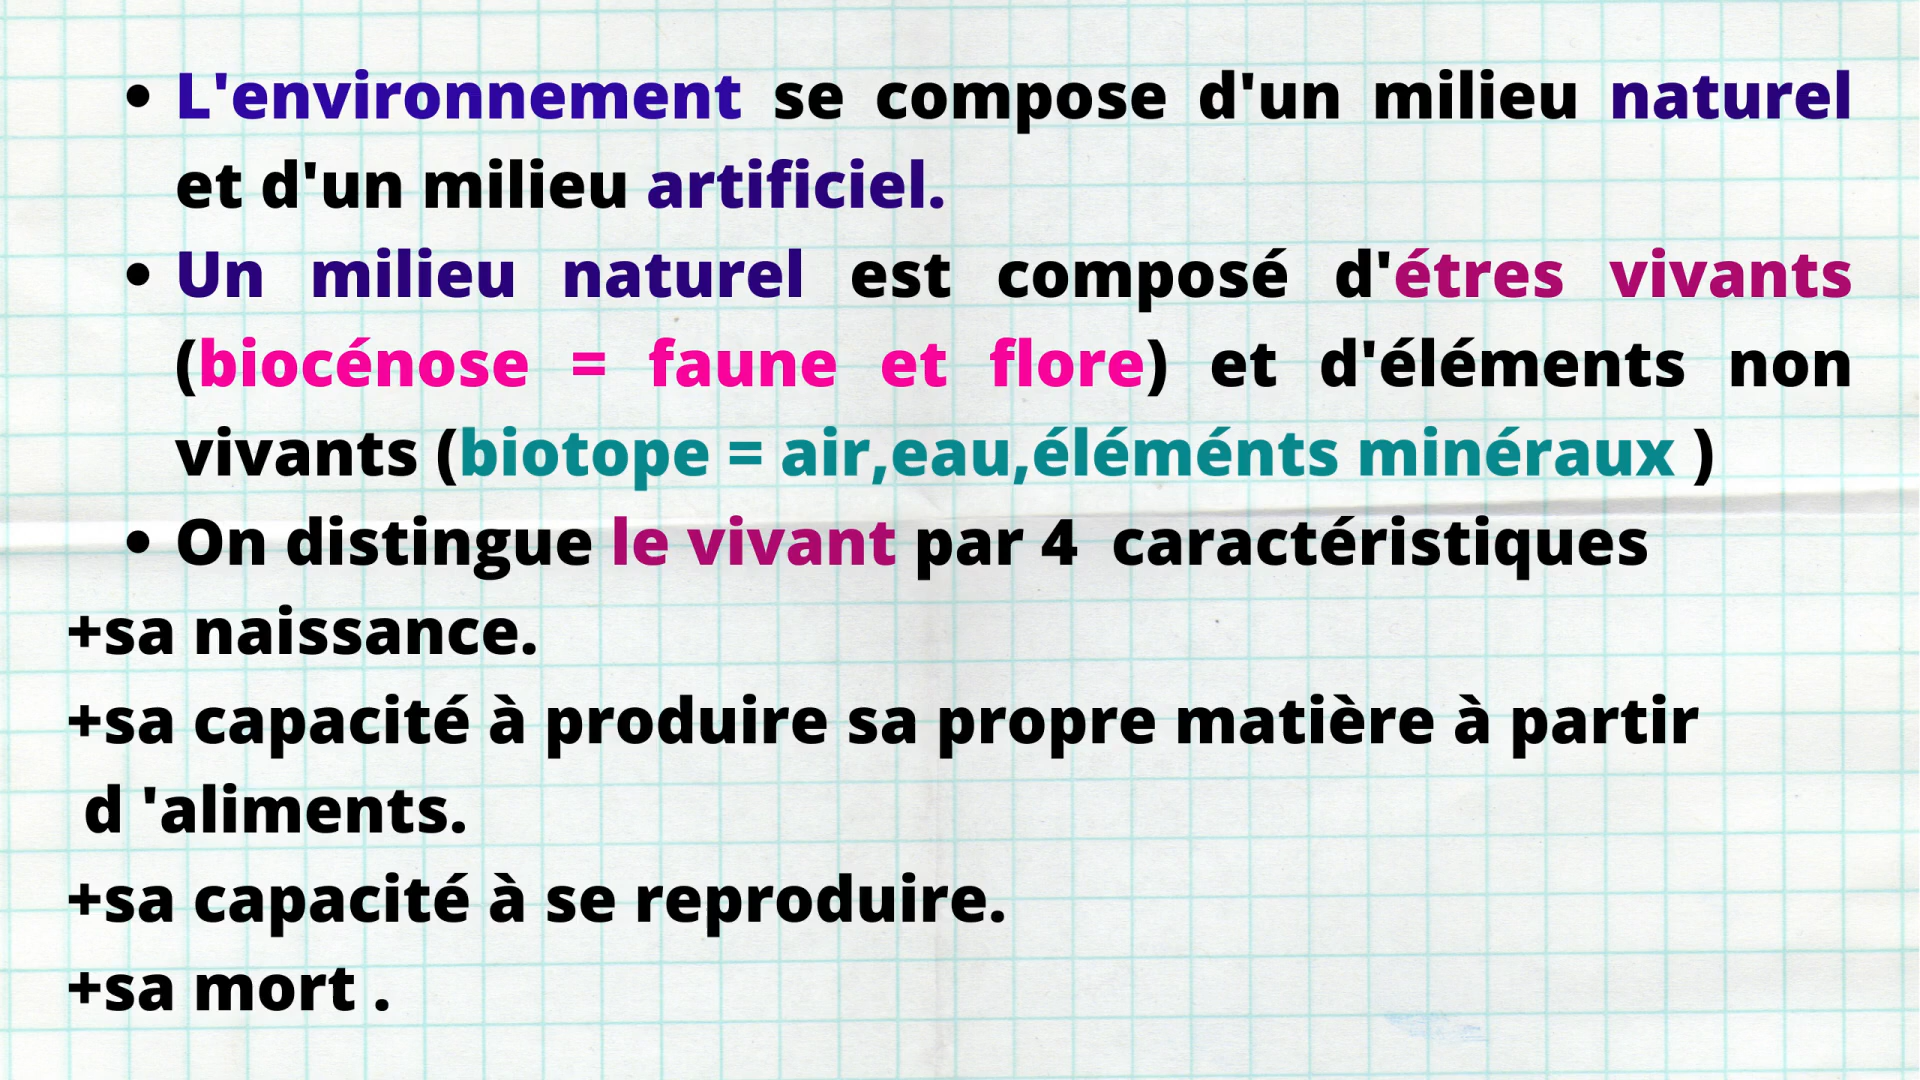 • L'environnement se compose d'un milieu naturel
et d'un milieu artificiel.
• Un milieu naturel est composé d'étres vivants
(biocénose = faune et flore) et d'éléments non
vivants (biotope = air,eau,éléménts minéraux )
• On distingue le vivant par 4 caractéristiques
+sa naissance.
+sa capacité à produire sa propre matière à partir
d 'aliments.
+sa capacité à se reproduire.
+sa mort .